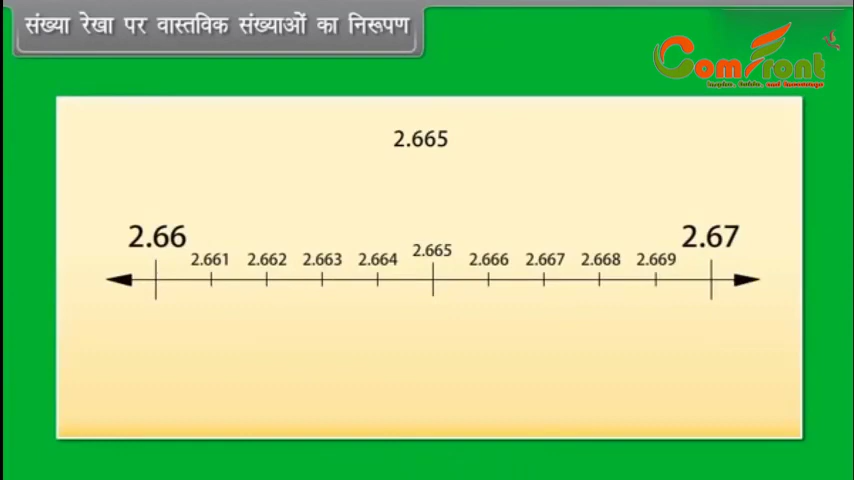 संख्या रेखा पर वास्तविक संख्याओं का निरूपण
ComFront
2.665
2.66 2.661 2.662 2.663 2.664 2.665 2.666 2.667 2.668 2.669 2.67